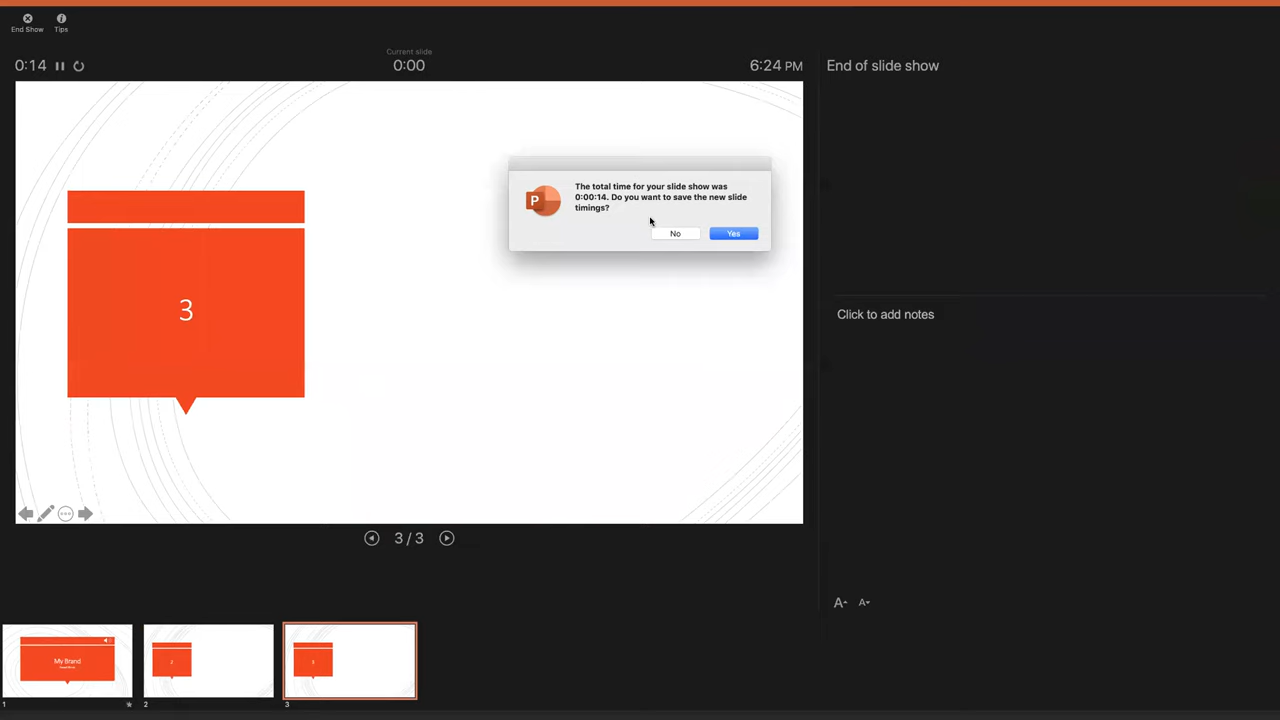 End Show
Tips
0:14
Current slide
0:00
6:24 PM
End of slide show
3
P
The total time for your slide show was
0:00:14. Do you want to save the new slide
timings?
No
Yes
Click to add notes
3 / 3
A
A
My Brand
1
2
2
3
3